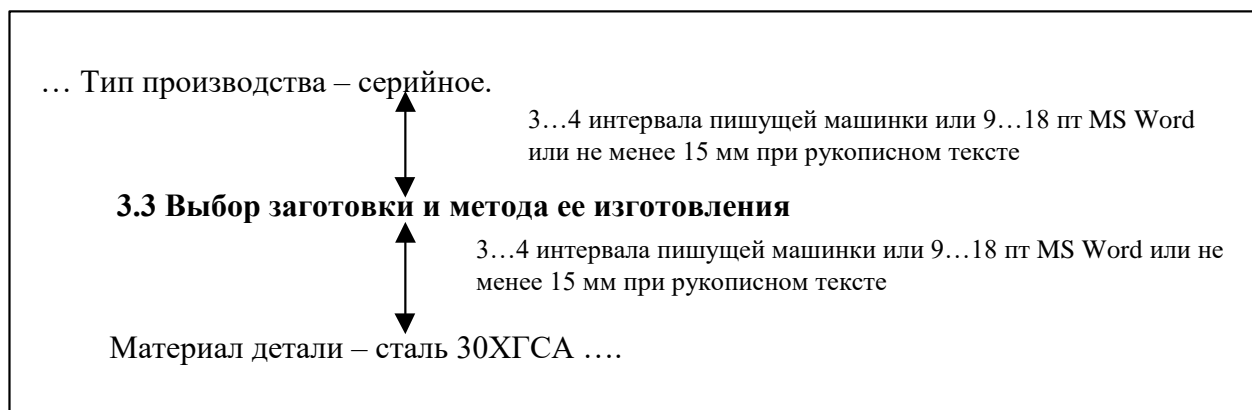 … Тип производства – серийное.
3…4 интервала пишущей машинки или 9…18 пт MS Word
или не менее 15 мм при рукописном тексте
3.3 Выбор заготовки и метода ее изготовления
3…4 интервала пишущей машинки или 9…18 пт MS Word или не
менее 15 мм при рукописном тексте
Материал детали – сталь 30ХГСА ….